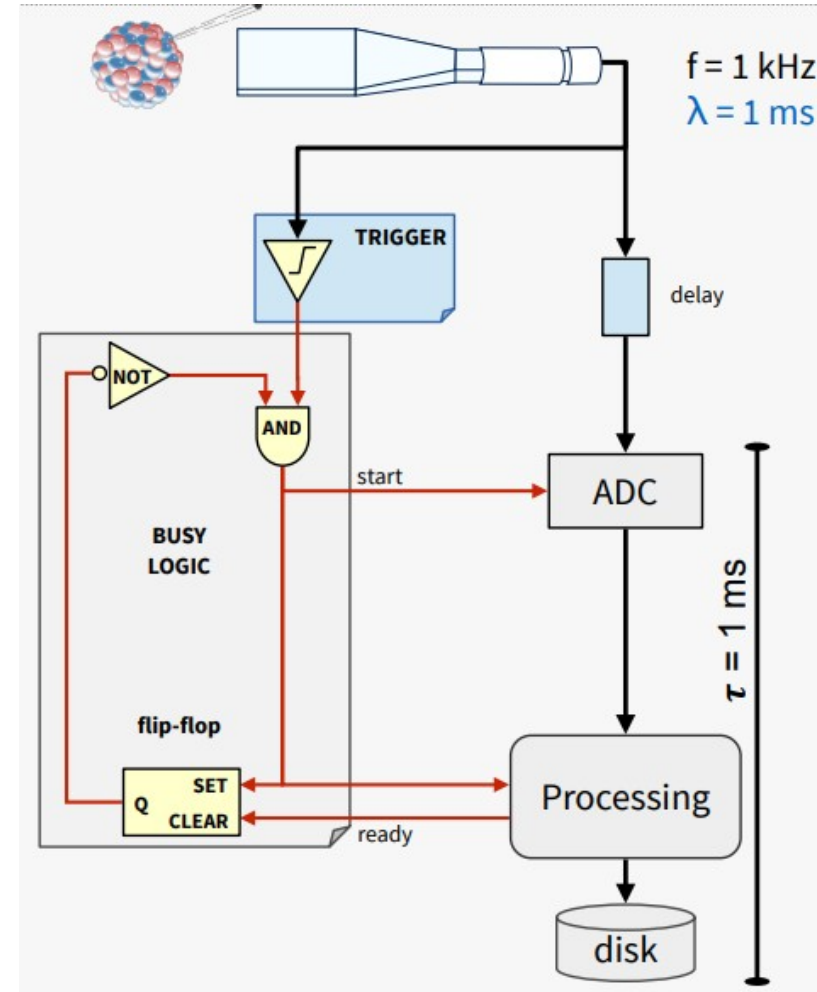 f = 1 kHz
λ = 1 ms
TRIGGER
delay
NOT
AND
start
ADC
BUSY
LOGIC
τ = 1 ms
flip-flop
SET
Q
CLEAR
Processing
ready
disk